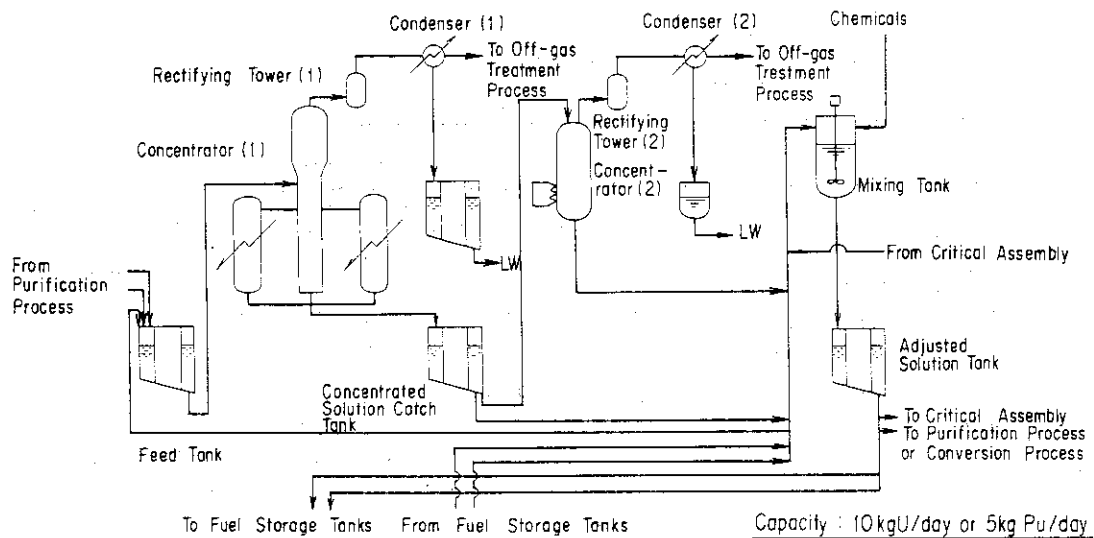 Condenser (1)
Condenser (2)
Chemicals
To Off-gas
Treatment
Process
To Off-gas
Trestment
Process
Rectifying Tower (1)
Rectifying
Tower (2)
Concentrator (1)
Concent-
rator (2)
Mixing Tank
LW
LW
From Critical Assembly
From
Purification
Process
Adjusted
Solution Tank
Concentrated
Solution Catch
Tank
To Critical Assembly
To Purification Process
or Conversion Process
Feed Tank
To Fuel Storage Tanks
From Fuel Storage Tanks
Capacity : 10kgU/day or 5kg Pu/day